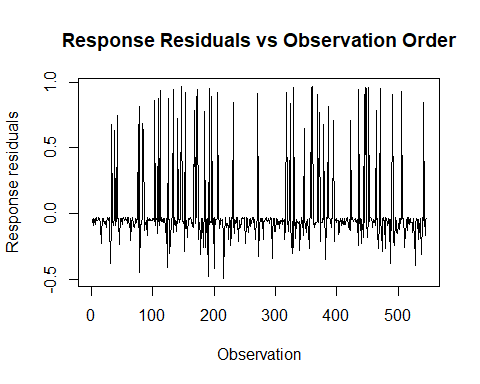 Response Residuals vs Observation Order
Response residuals
1.0
0.5
0.0
-0.5
0 100 200 300 400 500
Observation